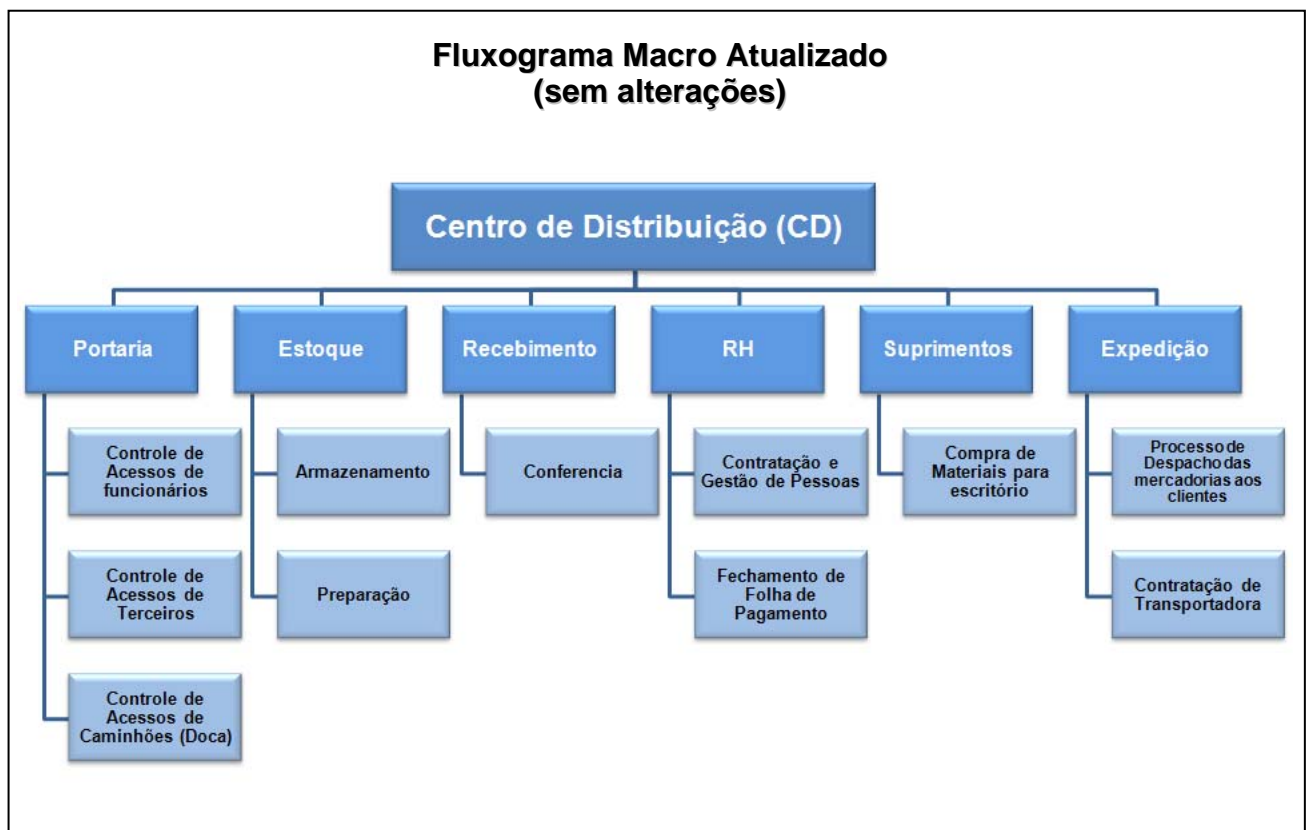 Fluxograma Macro Atualizado
(sem alterações)
Centro de Distribuição (CD)
Portaria
Estoque
Recebimento
RH
Suprimentos
Expedição
Controle de
Acessos de
funcionários
Armazenamento
Conferencia
Contratação e
Gestão de Pessoas
Compra de
Materiais para
escritório
Processo de
Despacho das
mercadorias aos
clientes
Controle de
Acessos de
Terceiros
Preparação
Fechamento de
Folha de
Pagamento
Contratação de
Transportadora
Controle de
Acessos de
Caminhões (Doca)